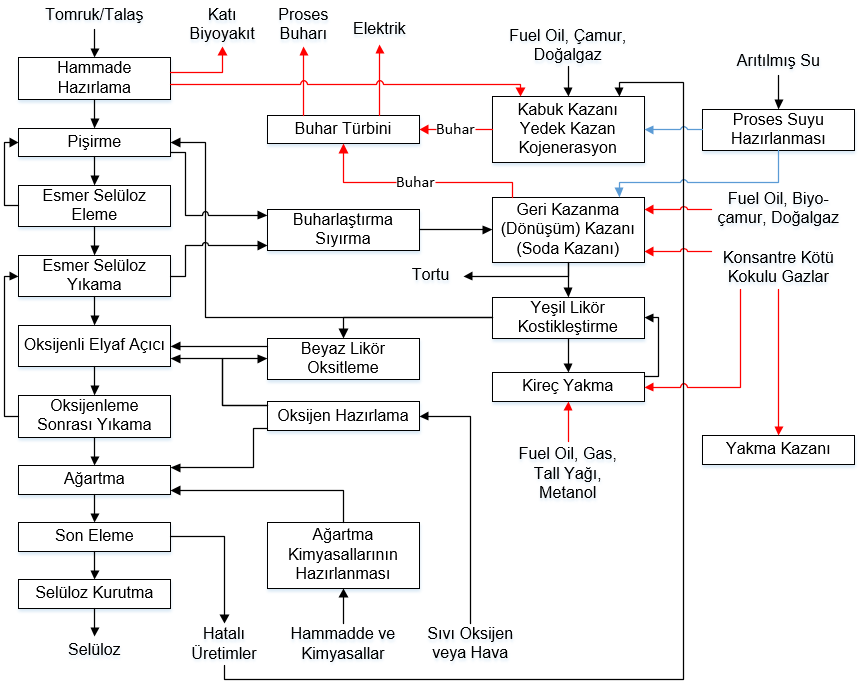 Tomruk/Talaş
Katı
Biyoyakıt
Proses
Buharı
Elektrik
Fuel Oil, Çamur,
Doğalgaz
Arıtılmış Su
Hammade
Hazırlama
Buhar Türbini
Buhar
Kabuk Kazanı
Yedek Kazan
Kojenerasyon
Proses Suyu
Hazırlanması
Pişirme
Buhar
Esmer Selüloz
Eleme
Buharlaştırma
Sıyırma
Geri Kazanma
(Dönüşüm) Kazanı
(Soda Kazanı)
Fuel Oil, Biyo-
çamur, Doğalgaz
Esmer Selüloz
Yıkama
Tortu
Konsantre Kötü
Kokulu Gazlar
Yeşil Likör
Kostikleştirme
Oksijenli Elyaf Açıcı
Beyaz Likör
Oksitleme
Kireç Yakma
Oksijenleme
Sonrası Yıkama
Oksijen Hazırlama
Fuel Oil, Gas,
Tall Yağı,
Metanol
Yakma Kazanı
Ağartma
Son Eleme
Ağartma
Kimyasallarının
Hazırlanması
Selüloz Kurutma
Selüloz
Hatalı
Üretimler
Hammadde ve
Kimyasallar
Sıvı Oksijen
veya Hava